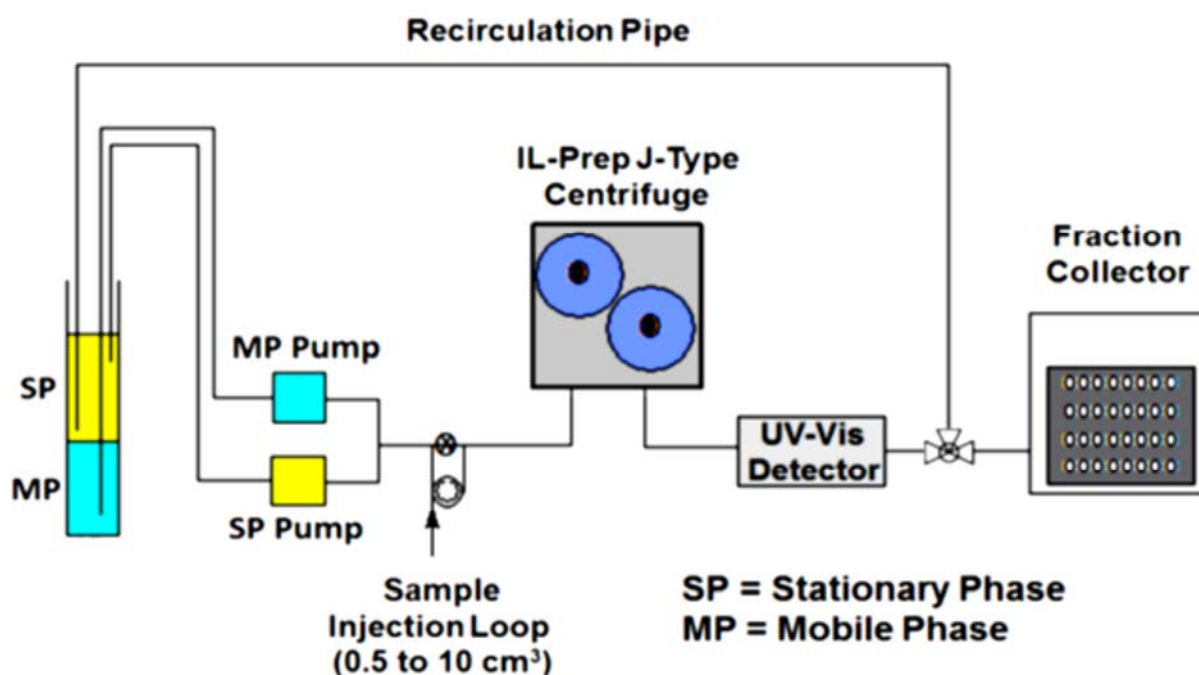 Recirculation Pipe
IL-Prep J-Type
Centrifuge
Fraction
Collector
MP Pump
SP
UV-Vis
Detector
MP
SP Pump
Sample
Injection Loop
(0.5 to 10 cm³)
SP = Stationary Phase
MP = Mobile Phase